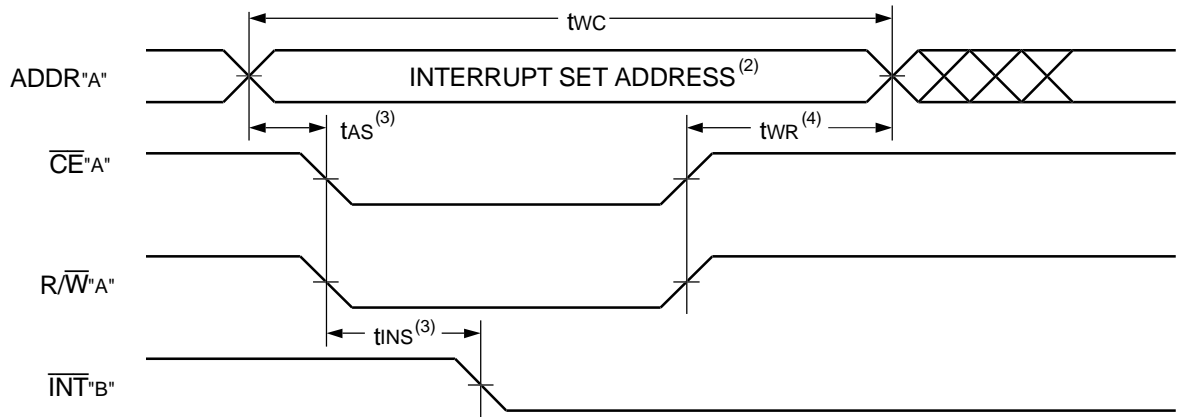 tWC
ADDR"A" INTERRUPT SET ADDRESS(2)
tAS(3) tWR(4)
CE"A"
R/W"A"
tINS(3)
INT"B"